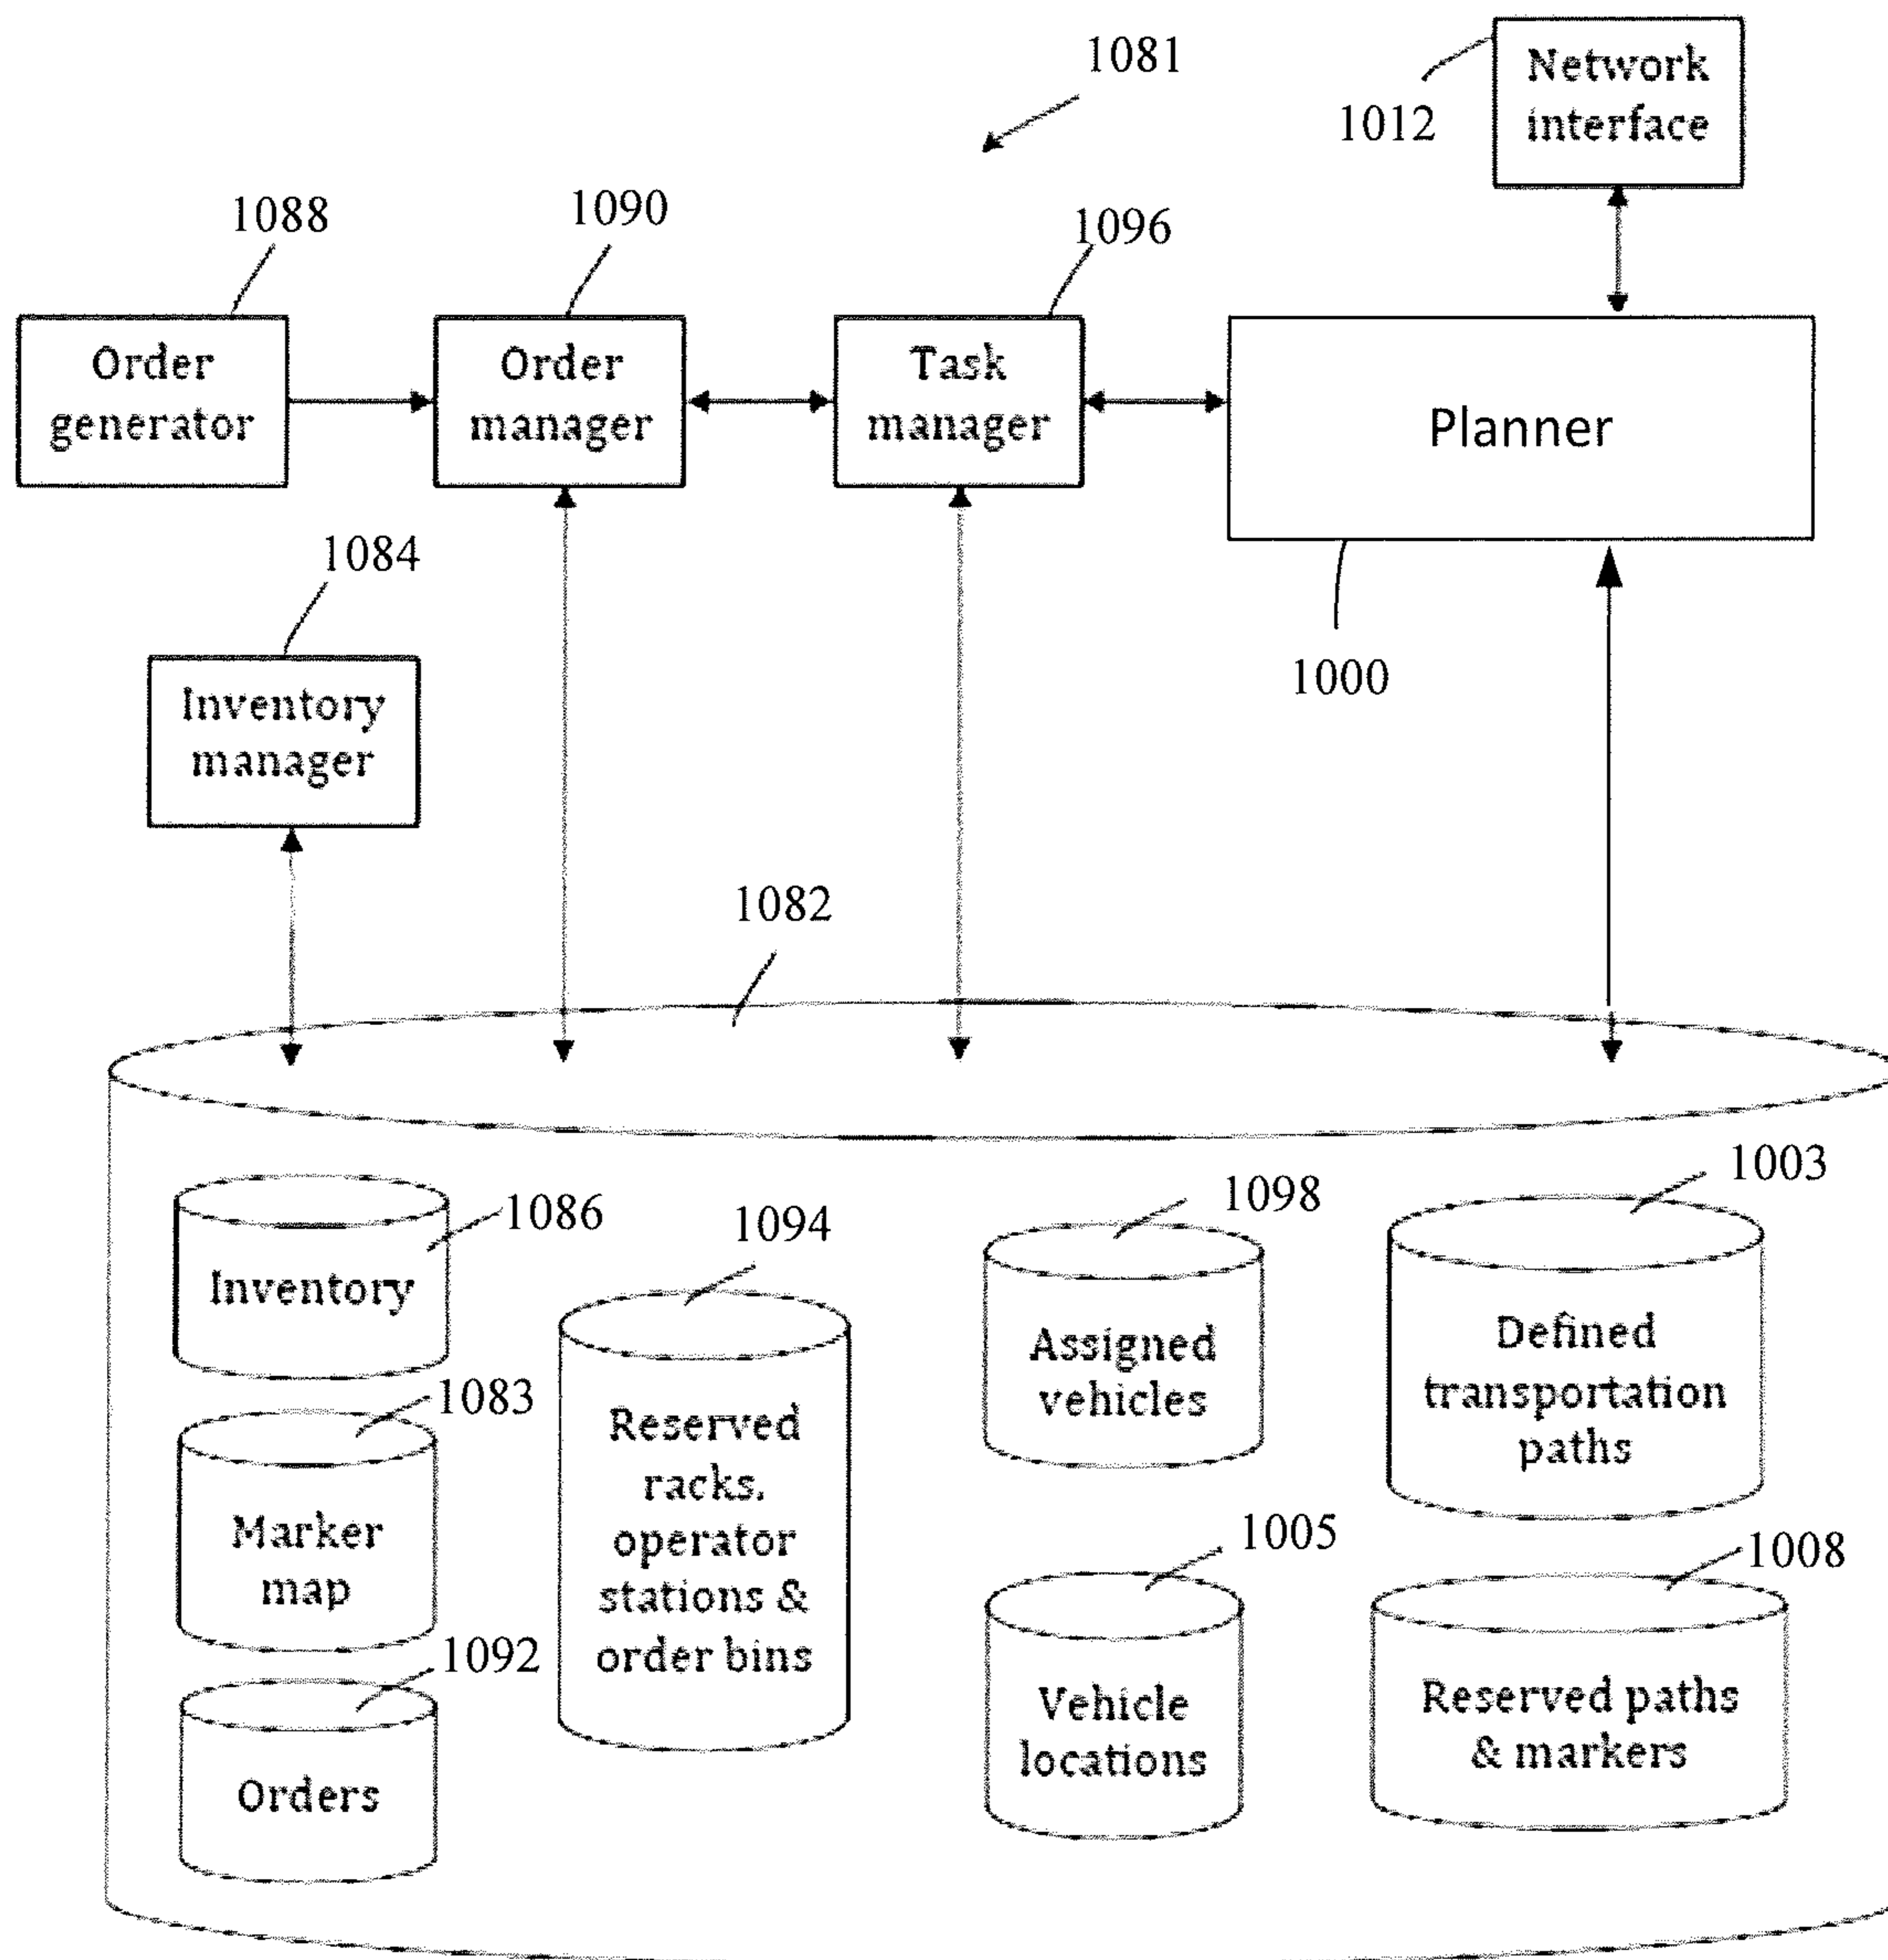 1081
Network
interface
1012
1088
1090
1096
Order
generator
Order
manager
Task
manager
Planner
1084
1000
Inventory
manager
1082
1003
1086
1098
1094
Inventory
Assigned
vehicles
Defined
transportation
paths
1083
Reserved
racks.
operator
stations &
order bins
Marker
map
1005
1008
1092
Vehicle
locations
Reserved paths
& markers
Orders